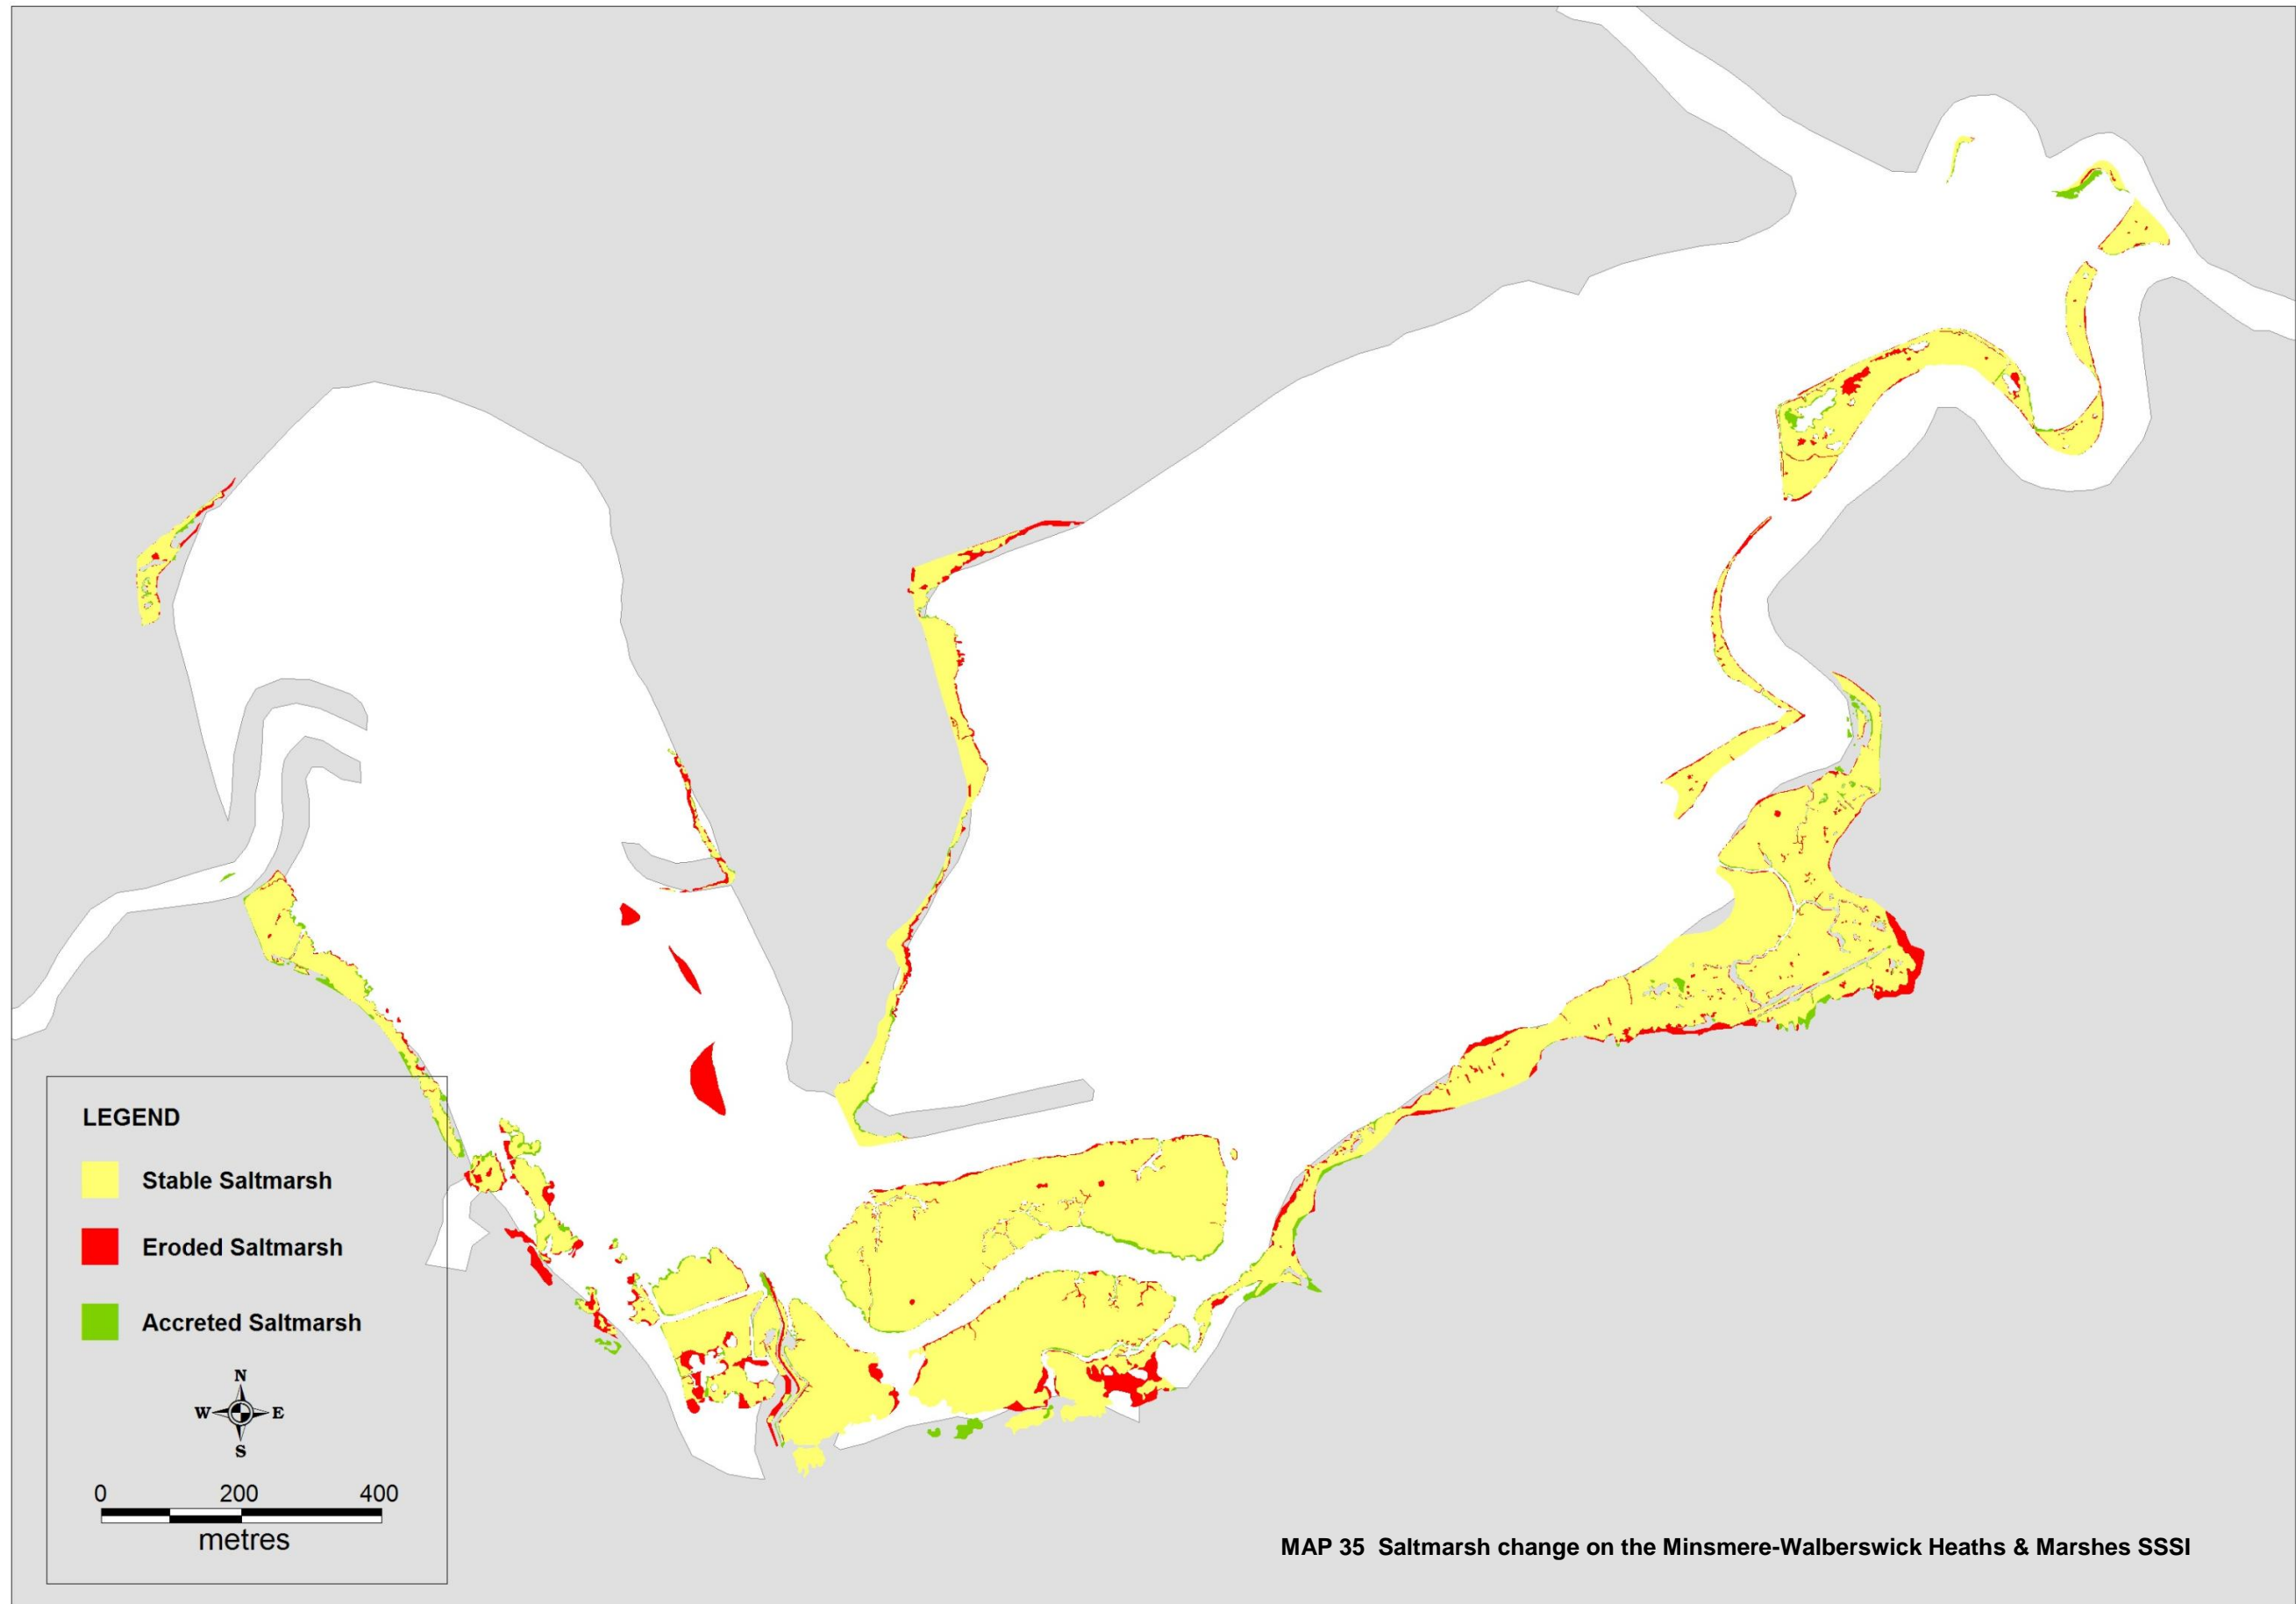 LEGEND
Stable Saltmarsh
Eroded Saltmarsh
Accreted Saltmarsh
N
W E
S
0 200 400
metres
MAP 35 Saltmarsh change on the Minsmere-Walberswick Heaths & Marshes SSSI